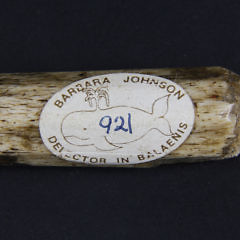 BARBARA JOHNSON
921
DELECTOR IN BALAENIS